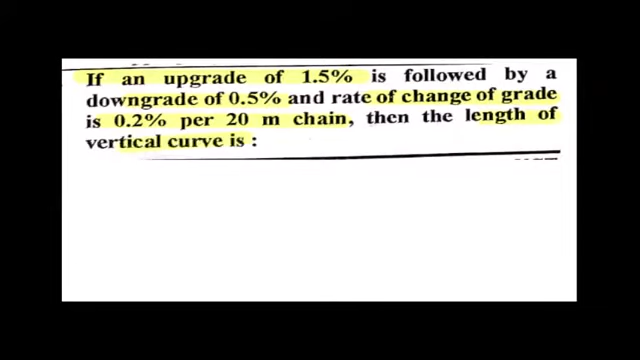 If an upgrade of 1.5% is followed by a
downgrade of 0.5% and rate of change of grade
is 0.2% per 20 m chain, then the length of
vertical curve is :